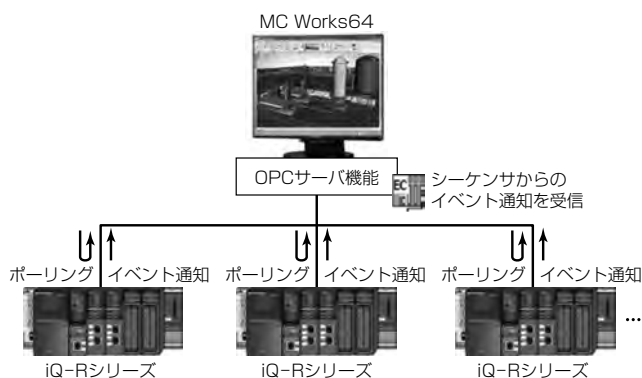 MC Works64
OPCサーバ機能
EC
シーケンサからの
イベント通知を受信
ポーリング イベント通知 ポーリング イベント通知 ポーリング イベント通知
iQ-Rシリーズ iQ-Rシリーズ iQ-Rシリーズ
...